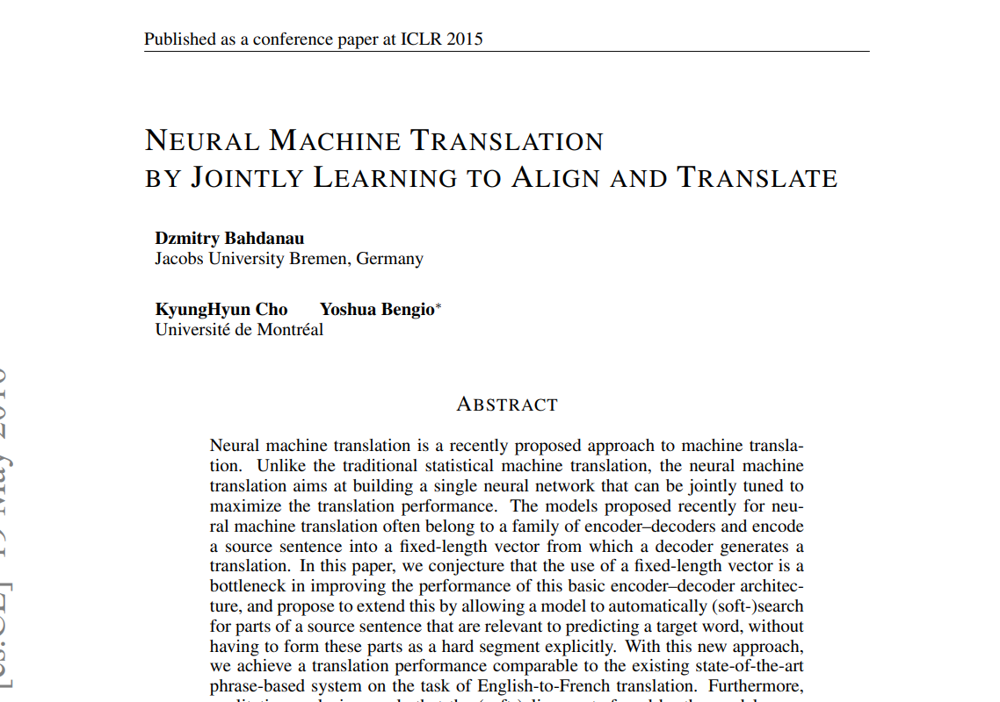 Published as a conference paper at ICLR 2015
NEURAL MACHINE TRANSLATION
BY JOINTLY LEARNING TO ALIGN AND TRANSLATE
Dzmitry Bahdanau
Jacobs University Bremen, Germany
KyungHyun Cho Yoshua Bengio*
Université de Montréal
ABSTRACT
Neural machine translation is a recently proposed approach to machine transla-
tion. Unlike the traditional statistical machine translation, the neural machine
translation aims at building a single neural network that can be jointly tuned to
maximize the translation performance. The models proposed recently for neu-
ral machine translation often belong to a family of encoder–decoders and encode
a source sentence into a fixed-length vector from which a decoder generates a
translation. In this paper, we conjecture that the use of a fixed-length vector is a
bottleneck in improving the performance of this basic encoder–decoder architec-
ture, and propose to extend this by allowing a model to automatically (soft-)search
for parts of a source sentence that are relevant to predicting a target word, without
having to form these parts as a hard segment explicitly. With this new approach,
we achieve a translation performance comparable to the existing state-of-the-art
phrase-based system on the task of English-to-French translation. Furthermore,